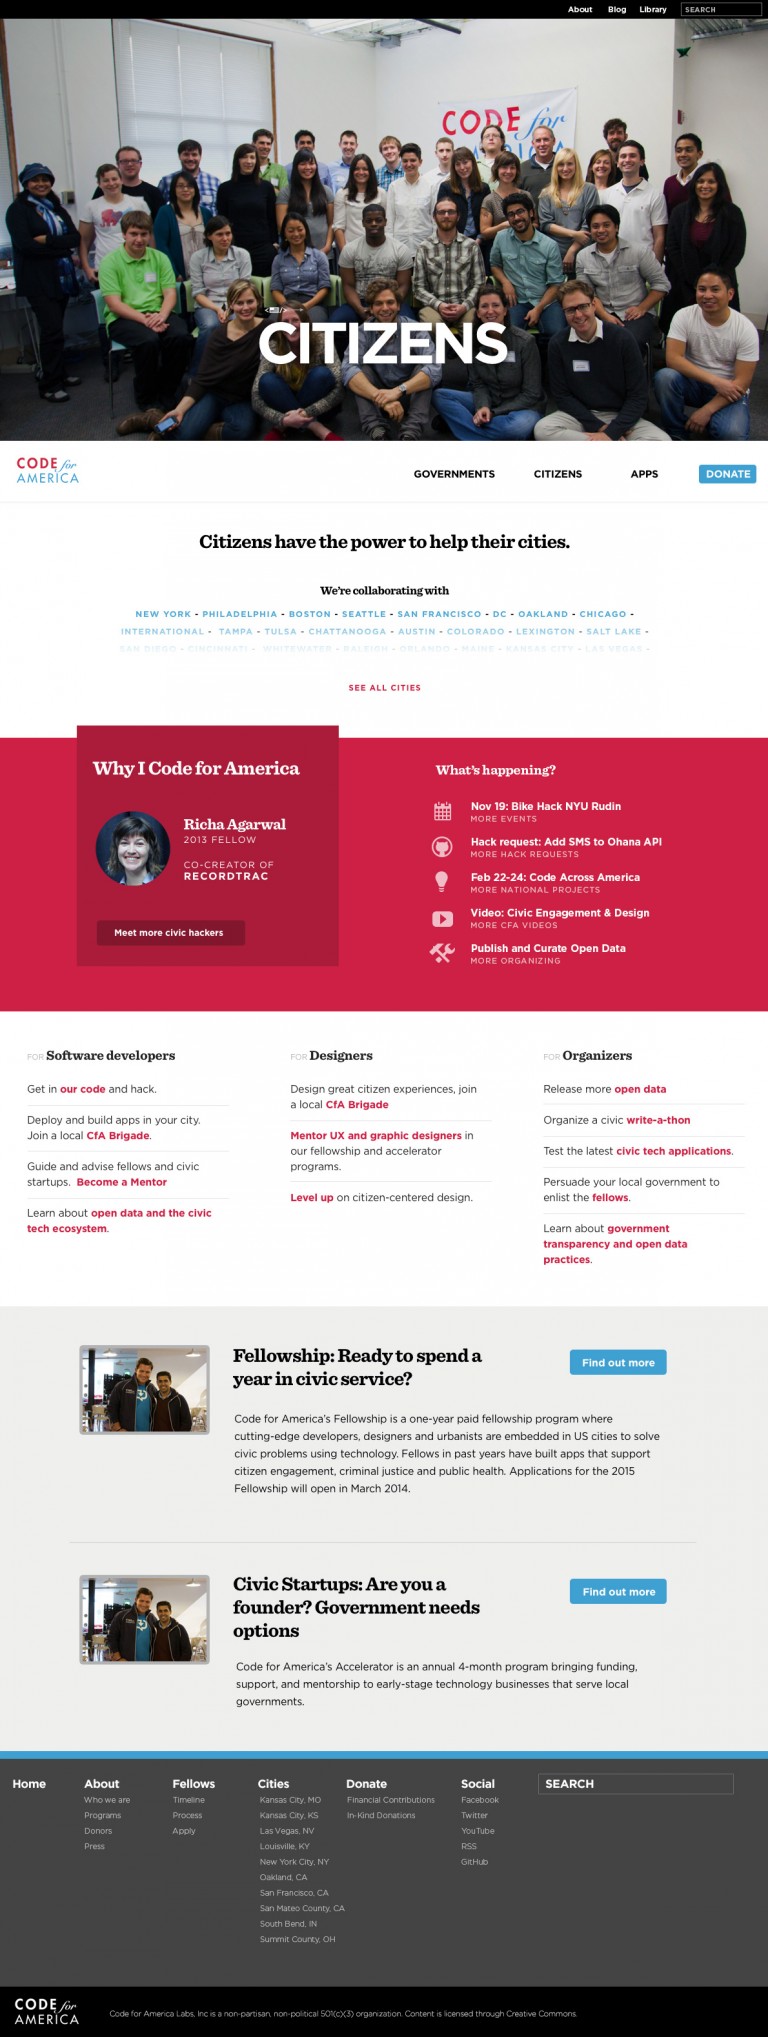 About Blog Library SEARCH
CODE for
AMERICA
</>
CITIZENS
CODE for
AMERICA
GOVERNMENTS CITIZENS APPS DONATE
Citizens have the power to help their cities.
We're collaborating with
NEW YORK - PHILADELPHIA - BOSTON - SEATTLE - SAN FRANCISCO - DC - OAKLAND - CHICAGO -
INTERNATIONAL - TAMPA - TULSA - CHATTANOOGA - AUSTIN - COLORADO - LEXINGTON - SALT LAKE -
SAN DIEGO - CINCINNATI - WHITEWATER - RALEIGH - ORLANDO - MAINE - KANSAS CITY - LAS VEGAS -
SEE ALL CITIES
Why I Code for America
Richa Agarwal
2013 FELLOW
CO-CREATOR OF
RECORDTRAC
Meet more civic hackers
What's happening?
Nov 19: Bike Hack NYU Rudin
MORE EVENTS
Hack request: Add SMS to Ohana API
MORE HACK REQUESTS
Feb 22-24: Code Across America
MORE NATIONAL PROJECTS
Video: Civic Engagement & Design
MORE CFA VIDEOS
Publish and Curate Open Data
MORE ORGANIZING
FOR Software developers
Get in our code and hack.
Deploy and build apps in your city.
Join a local CfA Brigade.
Guide and advise fellows and civic
startups. Become a Mentor
Learn about open data and the civic
tech ecosystem.
FOR Designers
Design great citizen experiences, join
a local CfA Brigade
Mentor UX and graphic designers in
our fellowship and accelerator
programs.
Level up on citizen-centered design.
FOR Organizers
Release more open data
Organize a civic write-a-thon
Test the latest civic tech applications.
Persuade your local government to
enlist the fellows.
Learn about government
transparency and open data
practices.
Fellowship: Ready to spend a
year in civic service?
Find out more
Code for America's Fellowship is a one-year paid fellowship program where
cutting-edge developers, designers and urbanists are embedded in US cities to solve
civic problems using technology. Fellows in past years have built apps that support
citizen engagement, criminal justice and public health. Applications for the 2015
Fellowship will open in March 2014.
Civic Startups: Are you a
founder? Government needs
options
Find out more
Code for America's Accelerator is an annual 4-month program bringing funding,
support, and mentorship to early-stage technology businesses that serve local
governments.
Home
About
Who we are
Programs
Donors
Press
Fellows
Timeline
Process
Apply
Cities
Kansas City, MO
Kansas City, KS
Las Vegas, NV
Louisville, KY
New York City, NY
Oakland, CA
San Francisco, CA
San Mateo County, CA
South Bend, IN
Summit County, OH
Donate
Financial Contributions
In-Kind Donations
Social
Facebook
Twitter
YouTube
RSS
GitHub
SEARCH
CODE for
AMERICA
Code for America Labs, Inc is a non-partisan, non-political 501(c)(3) organization. Content is licensed through Creative Commons.